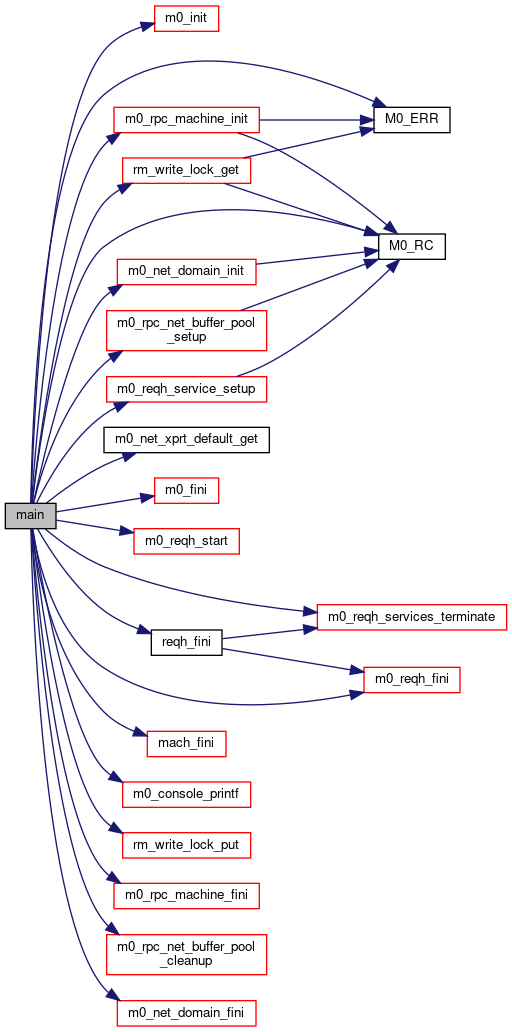 m0_init
M0_ERR
m0_rpc_machine_init
rm_write_lock_get
M0_RC
m0_net_domain_init
m0_rpc_net_buffer_pool
_setup
m0_reqh_service_setup
m0_net_xprt_default_get
m0_fini
main
m0_reqh_start
m0_reqh_services_terminate
reqh_fini
m0_reqh_fini
mach_fini
m0_console_printf
rm_write_lock_put
m0_rpc_machine_fini
m0_rpc_net_buffer_pool
_cleanup
m0_net_domain_fini